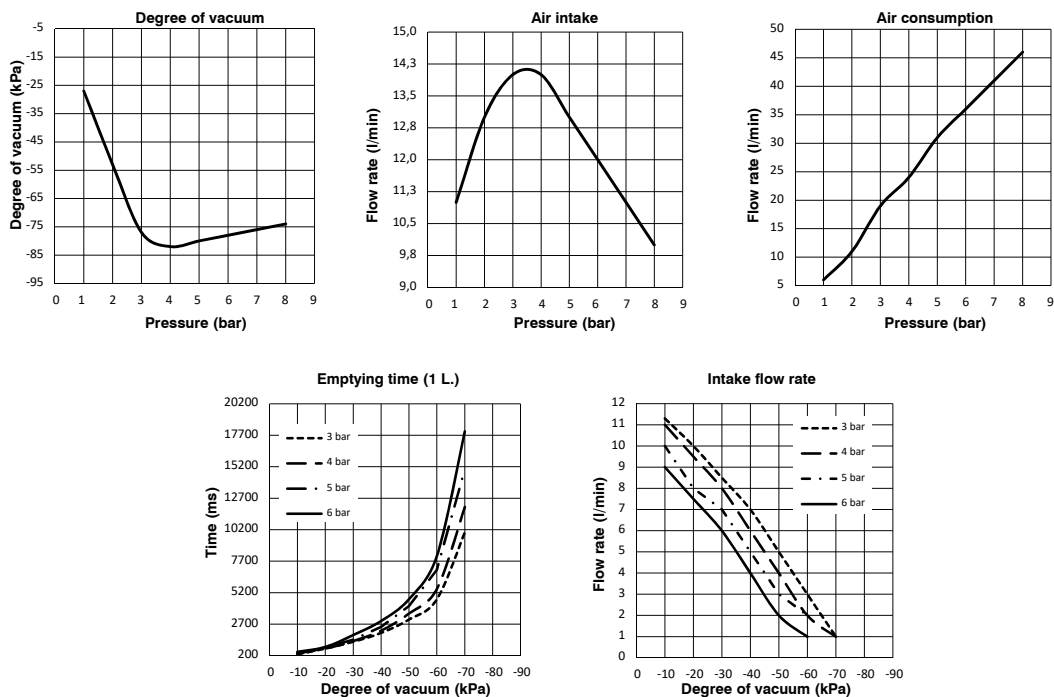 Degree of vacuum
Degree of vacuum (kPa)
-5
-15
-25
-35
-45
-55
-65
-75
-85
-95
0 1 2 3 4 5 6 7 8 9
Pressure (bar)
Air intake
Flow rate (l/min)
15,0
14,3
13,5
12,8
12,0
11,3
10,5
9,8
9,0
0 1 2 3 4 5 6 7 8 9
Pressure (bar)
Air consumption
Flow rate (l/min)
50
45
40
35
30
25
20
15
10
5
0 1 2 3 4 5 6 7 8 9
Pressure (bar)
Emptying time (1 L.)
Time (ms)
20200
17700
15200
12700
10200
7700
5200
2700
200
3 bar
4 bar
5 bar
6 bar
0 -10 -20 -30 -40 -50 -60 -70 -80 -90
Degree of vacuum (kPa)
Intake flow rate
Flow rate (l/min)
12
11
10
9
8
7
6
5
4
3
2
1
0
3 bar
4 bar
5 bar
6 bar
0 -10 -20 -30 -40 -50 -60 -70 -80 -90
Degree of vacuum (kPa)